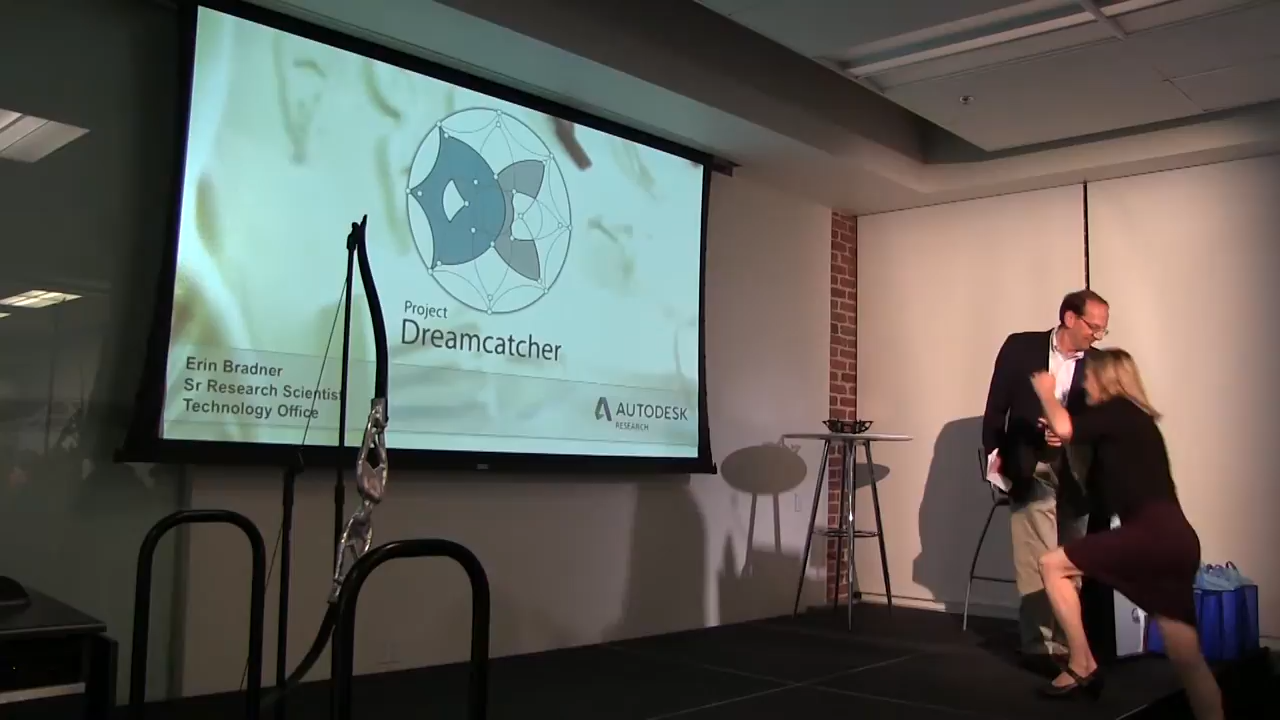 Project
Dreamcatcher
Erin Bradner
Sr Research Scientist
Technology Office
AUTODESK
RESEARCH